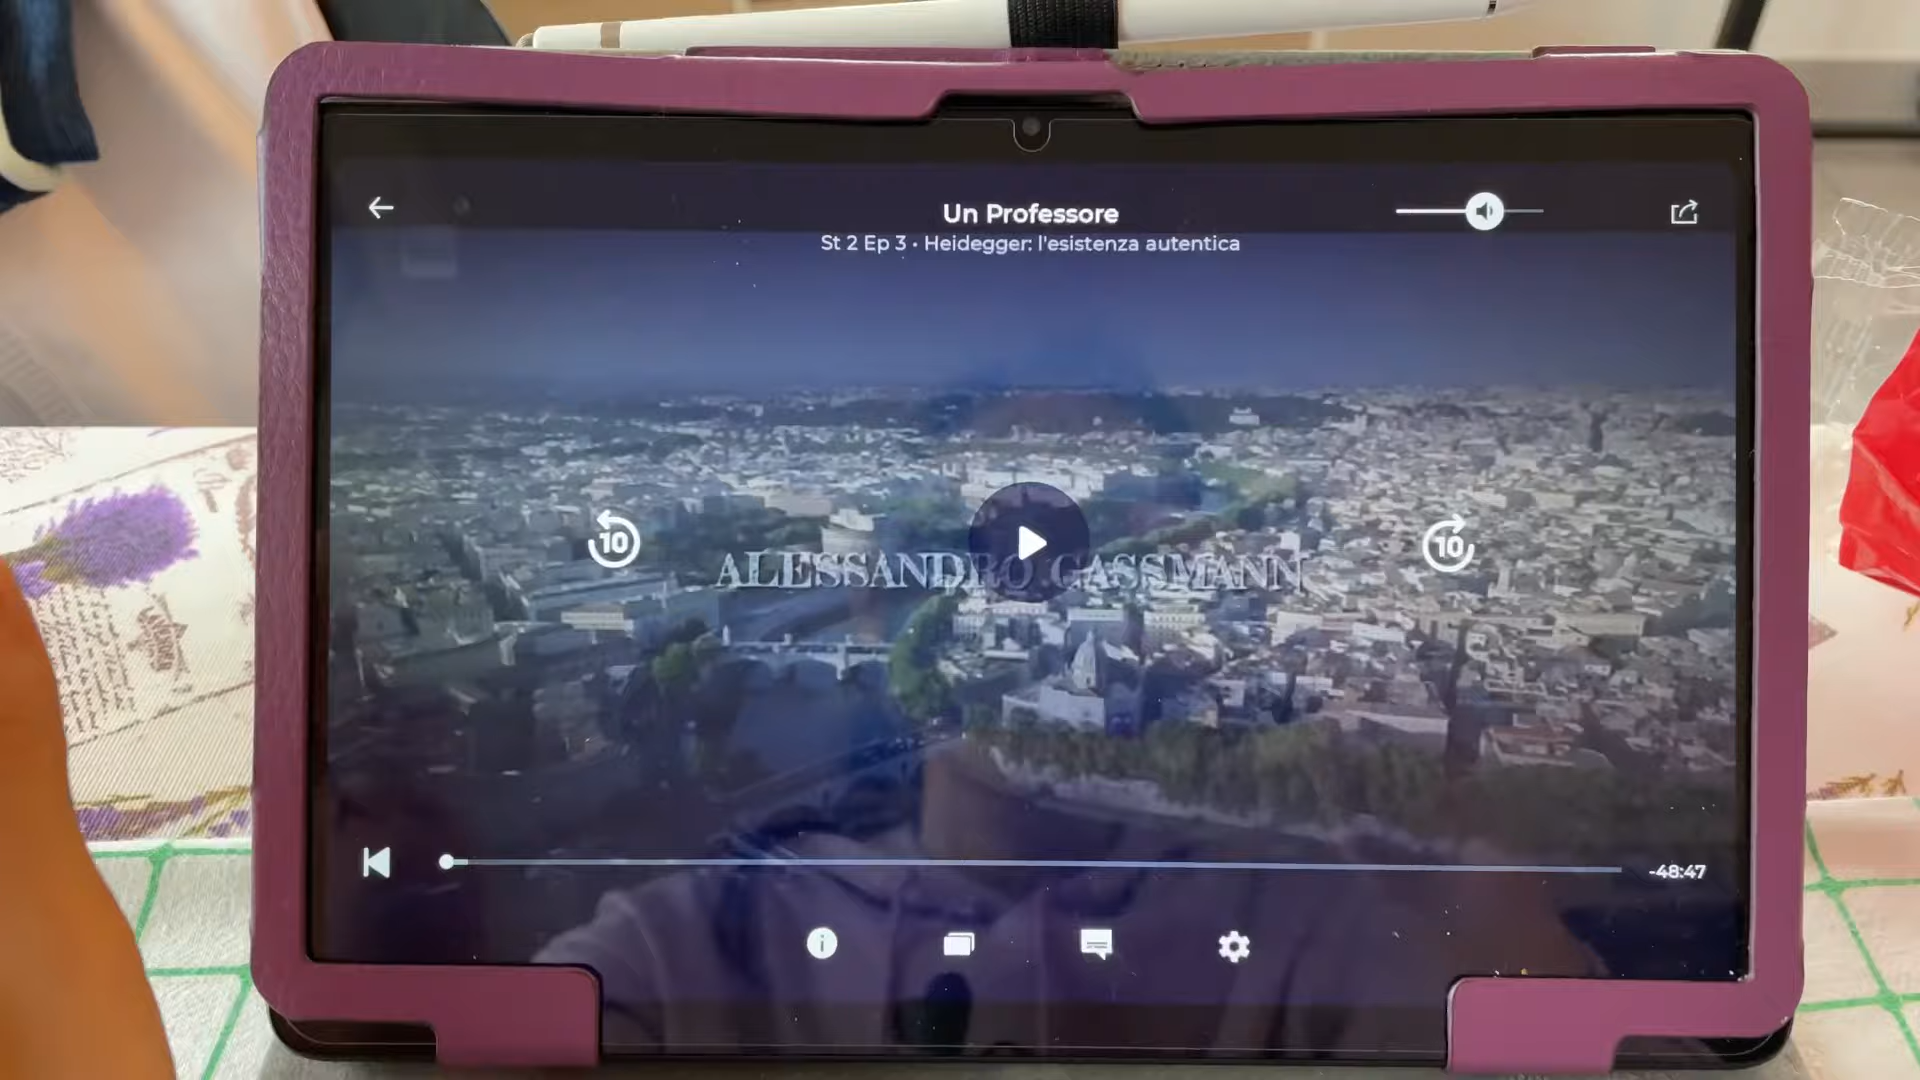 Un Professore
St 2 Ep 3 • Heidegger: l'esistenza autentica
10
10
ALESSANDRO GASSMANN
-48:47